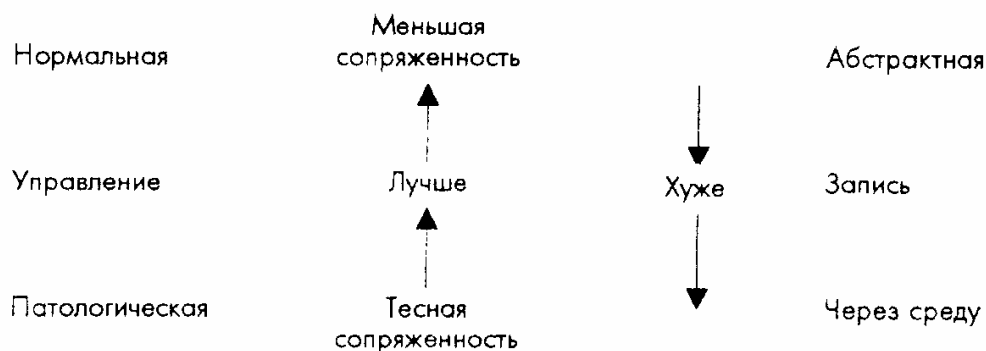 Меньшая
Нормальная сопряженность Абстрактная
Управление Лучше Хуже Запись
Патологическая Тесная Через среду
сопряженность